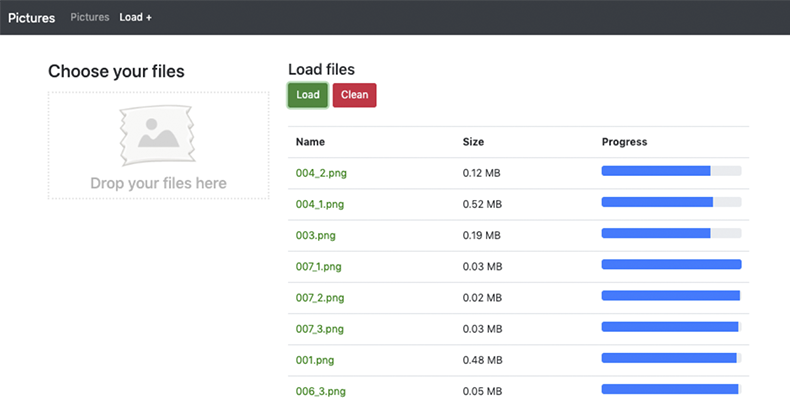 Pictures Pictures Load +
Choose your files
Drop your files here
Load files
Load Clean
Name Size Progress
004_2.png 0.12 MB
004_1.png 0.52 MB
003.png 0.19 MB
007_1.png 0.03 MB
007_2.png 0.02 MB
007_3.png 0.03 MB
001.png 0.48 MB
006_3.png 0.05 MB